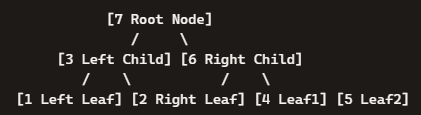 [7 Root Node]
/ \
[3 Left Child] [6 Right Child]
/ \ / \
[1 Left Leaf] [2 Right Leaf] [4 Leaf1] [5 Leaf2]